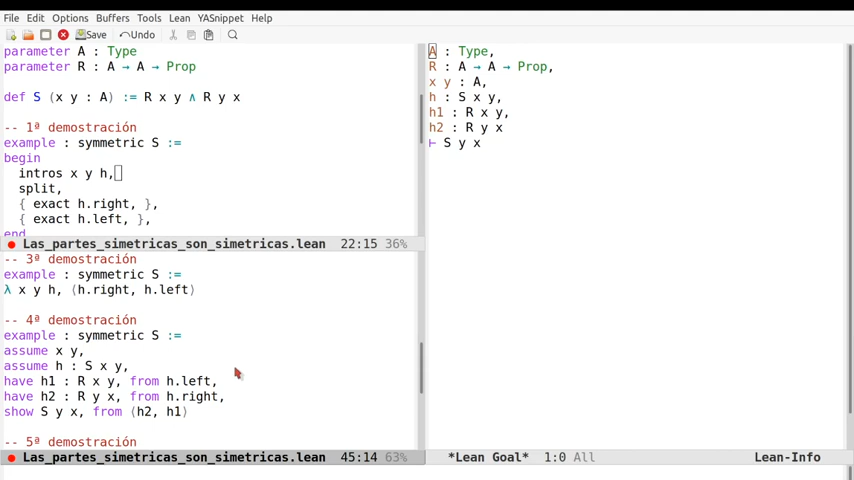 File Edit Options Buffers Tools Lean YASnippet Help
Save Undo
parameter A : Type
parameter R : A → A → Prop
def S (x y : A) := R x y ∧ R y x
-- 1ª demostración
example : symmetric S :=
begin
intros x y h,
split,
{ exact h.right, },
{ exact h.left, },
end
Las_partes_simetricas_son_simetricas.lean 22:15 36%
-- 3ª demostración
example : symmetric S :=
λ x y h, ⟨h.right, h.left⟩
-- 4ª demostración
example : symmetric S :=
assume x y,
assume h : S x y,
have h1 : R x y, from h.left,
have h2 : R y x, from h.right,
show S y x, from ⟨h2, h1⟩
-- 5ª demostración
Las_partes_simetricas_son_simetricas.lean 45:14 63%
A : Type,
R : A → A → Prop,
x y : A,
h : S x y,
h1 : R x y,
h2 : R y x
⊢ S y x
*Lean Goal* 1:0 All Lean-Info